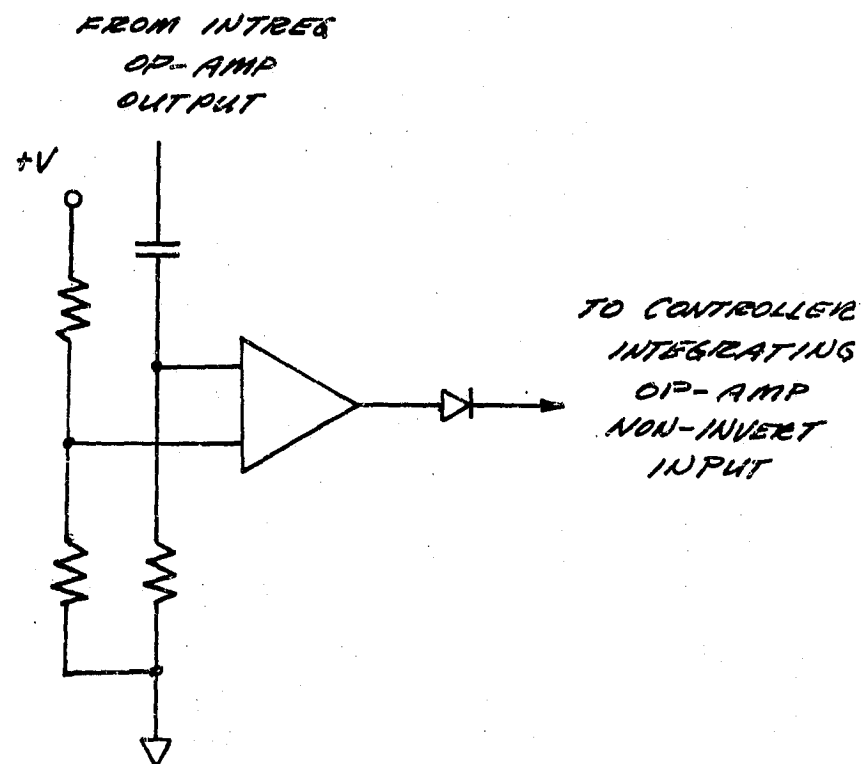 FROM INTREG
OP-AMP
OUTPUT
+V
TO CONTROLLER
INTEGRATING
OP-AMP
NON-INVERT
INPUT